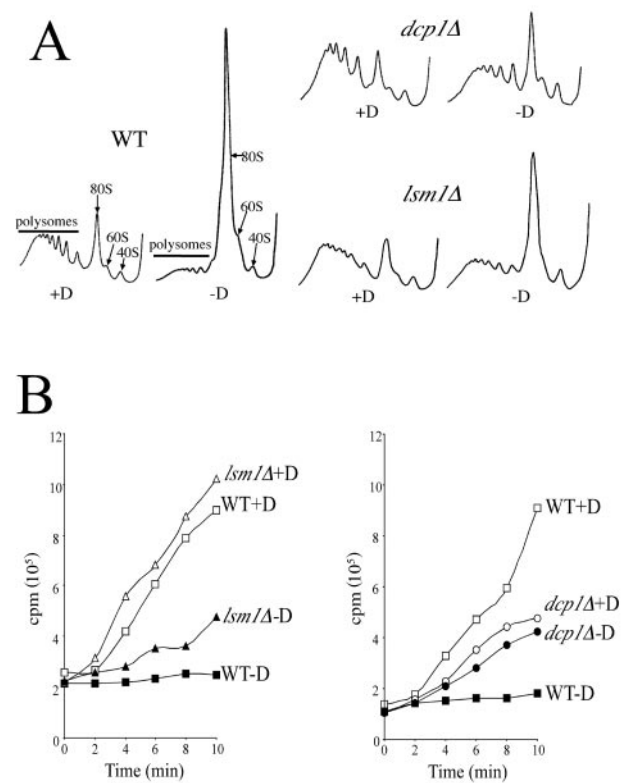 A
WT
80S
polysomes
60S
40S
+D
80S
60S
40S
polysomes
-D
dcp1Δ
+D
-D
lsm1Δ
+D
-D
B
12
10
8
6
4
2
0
cpm (10⁵)
lsm1Δ+D
WT+D
lsm1Δ-D
WT-D
0 2 4 6 8 10
Time (min)
12
10
8
6
4
2
0
cpm (10⁵)
WT+D
dcp1Δ+D
dcp1Δ-D
WT-D
0 2 4 6 8 10
Time (min)